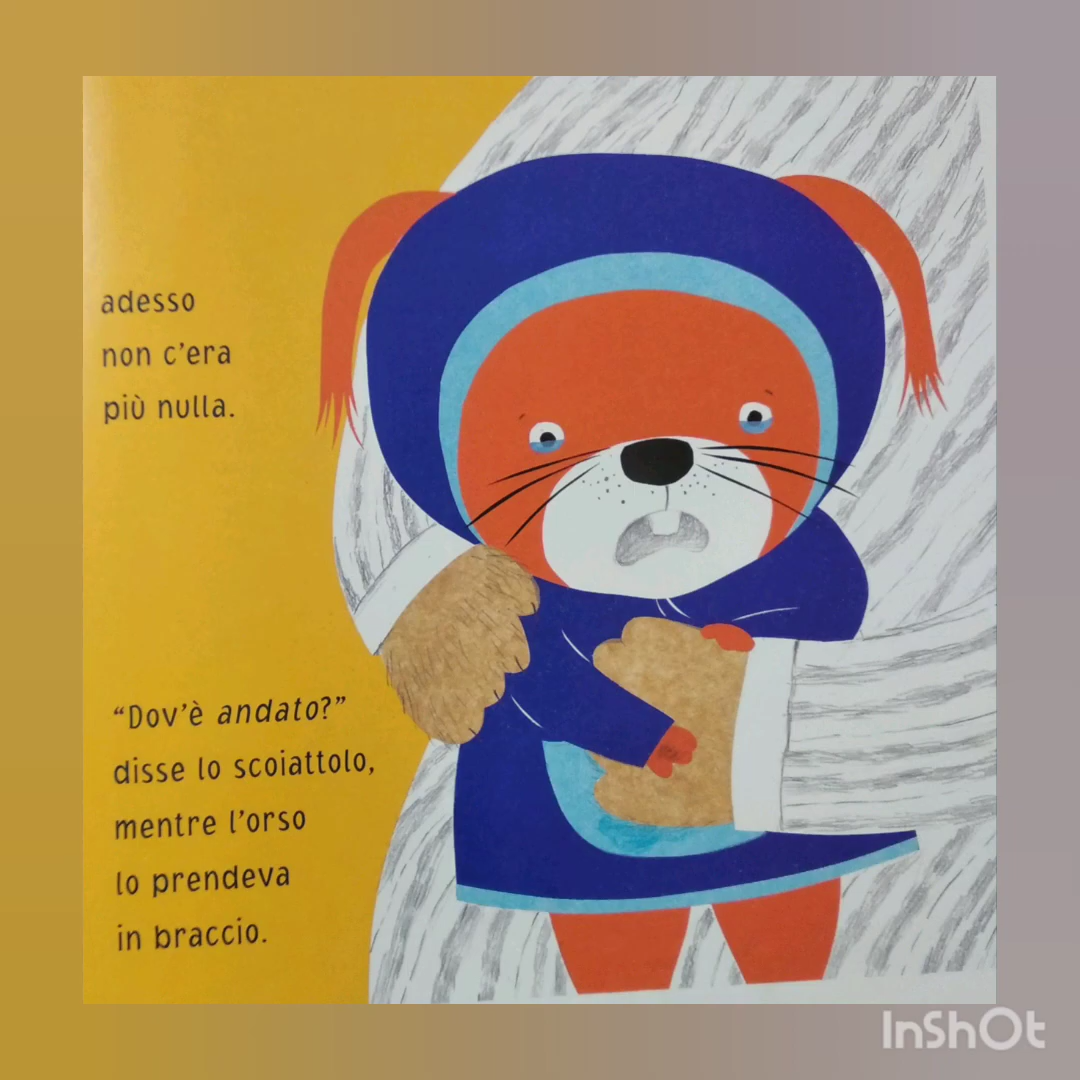 adesso
non c'era
più nulla.
“Dov'è andato?”
disse lo scoiattolo,
mentre l'orso
lo prendeva
in braccio.
InShOt